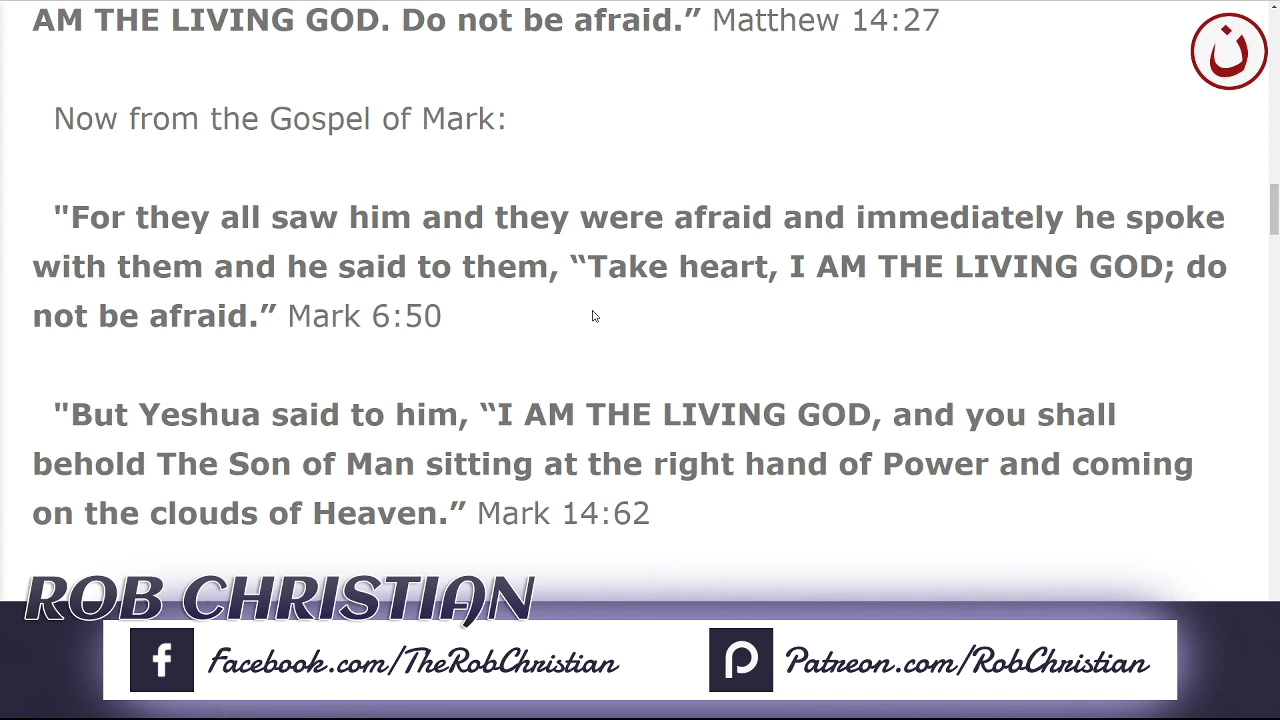 AM THE LIVING GOD. Do not be afraid.” Matthew 14:27
ن
Now from the Gospel of Mark:
"For they all saw him and they were afraid and immediately he spoke
with them and he said to them, “Take heart, I AM THE LIVING GOD; do
not be afraid.” Mark 6:50
"But Yeshua said to him, “I AM THE LIVING GOD, and you shall
behold The Son of Man sitting at the right hand of Power and coming
on the clouds of Heaven.” Mark 14:62
ROB CHRISTIAN
f Facebook.com/TheRobChristian
Patreon.com/RobChristian